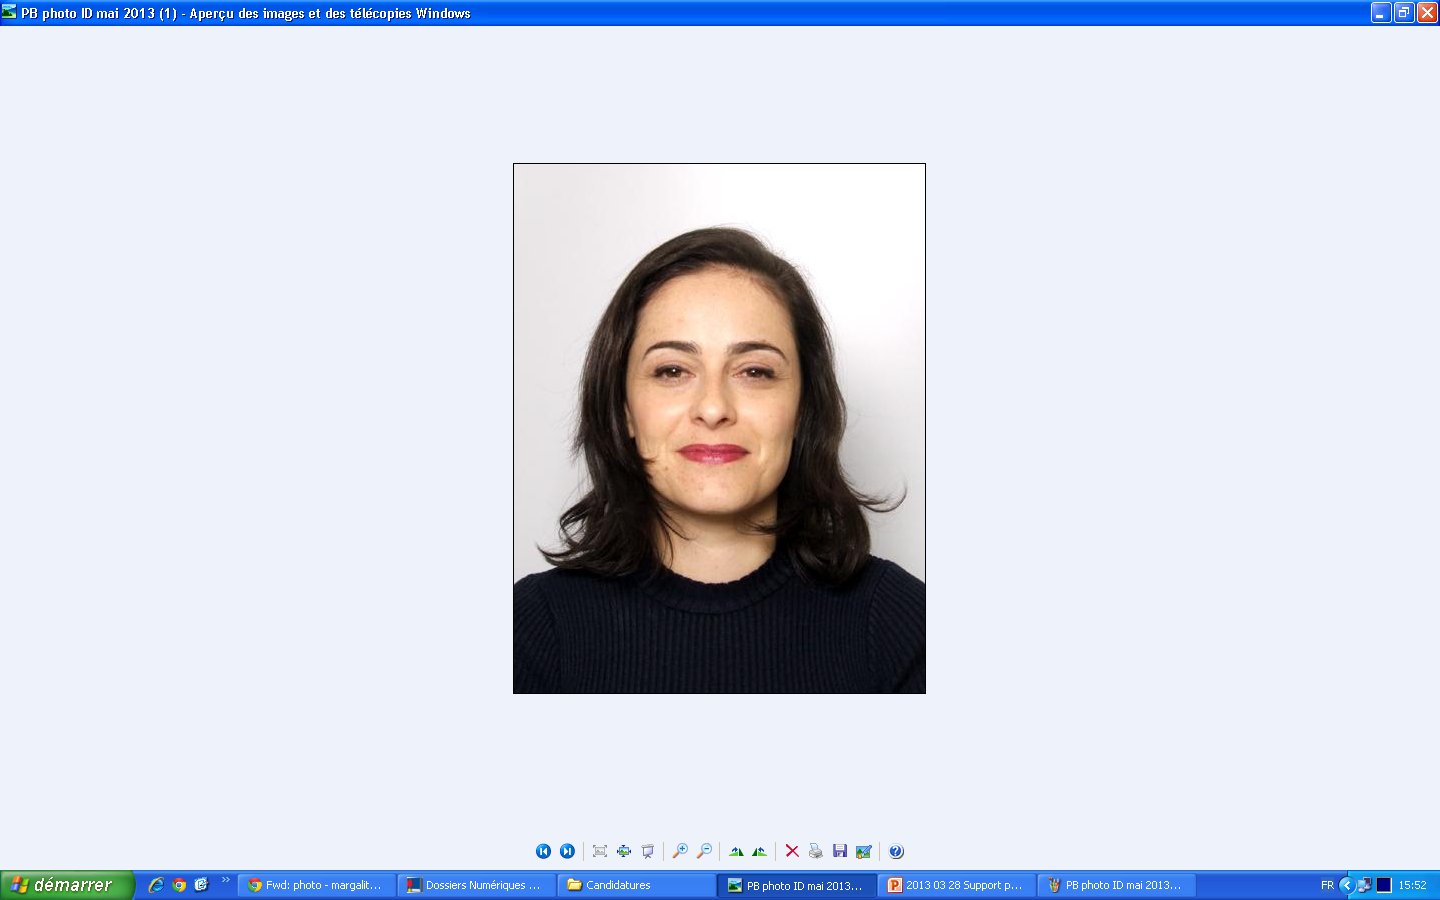 PB photo ID mai 2013 (1) - Aperçu des images et des télécopies Windows
démarrer
»
Fwd: photo - margalit...
Dossiers Numériques ...
Candidatures
PB photo ID mai 2013...
2013 03 28 Support p...
PB photo ID mai 2013...
FR
15:52